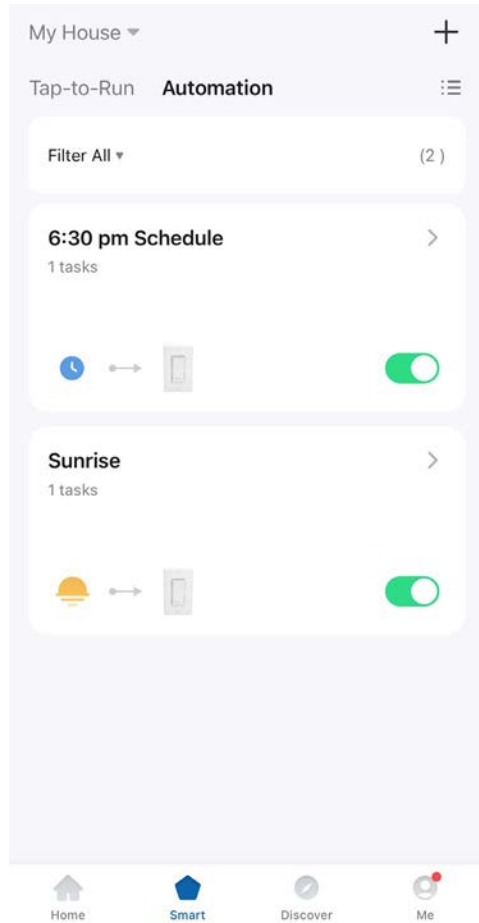 My House
Tap-to-Run Automation
Filter All (2 )
6:30 pm Schedule
1 tasks
Sunrise
1 tasks
Home Smart Discover Me